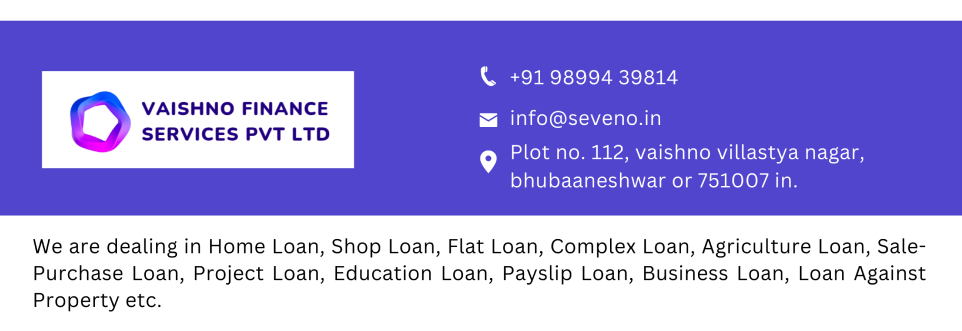 VAISHNO FINANCE
SERVICES PVT LTD
+91 98994 39814
info@seveno.in
Plot no. 112, vaishno villastya nagar,
bhubaaneshwar or 751007 in.
We are dealing in Home Loan, Shop Loan, Flat Loan, Complex Loan, Agriculture Loan, Sale-
Purchase Loan, Project Loan, Education Loan, Payslip Loan, Business Loan, Loan Against
Property etc.